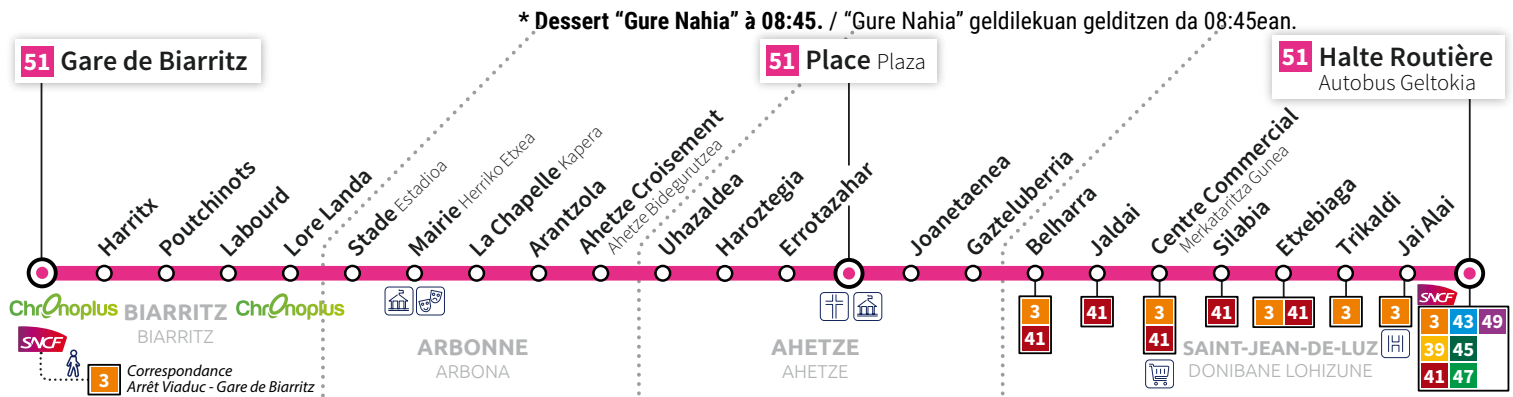 * Dessert “Gure Nahia” à 08:45. / “Gure Nahia” geldilekuan gelditzen da 08:45ean.
51 Gare de Biarritz
51 Place Plaza
51 Halte Routière
Autobus Geltokia
Harritx
Poutchinots
Labourd
Lore Landa
Stade Estadioa
Mairie Herriko Etxea
La Chapelle Kapera
Arantzola
Ahetze Croisement
Ahetze Bidegurutzea
Uhazaldea
Haroztegia
Errotazahar
Joanetaenea
Gazteluberria
Belharra
Jaldai
Centre Commercial
Merkataritza Gunea
Silabia
Etxebiaga
Trikaldi
Jai Alai
Chronoplus
BIARRITZ
BIARRITZ
Chronoplus
SNCF
3
Correspondance
Arrêt Viaduc - Gare de Biarritz
ARBONNE
ARBONA
AHETZE
AHETZE
3
41
41
3
41
41
3 41
3
3
SAINT-JEAN-DE-LUZ
DONIBANE LOHIZUNE
SNCF
3 43 49
39 45
41 47